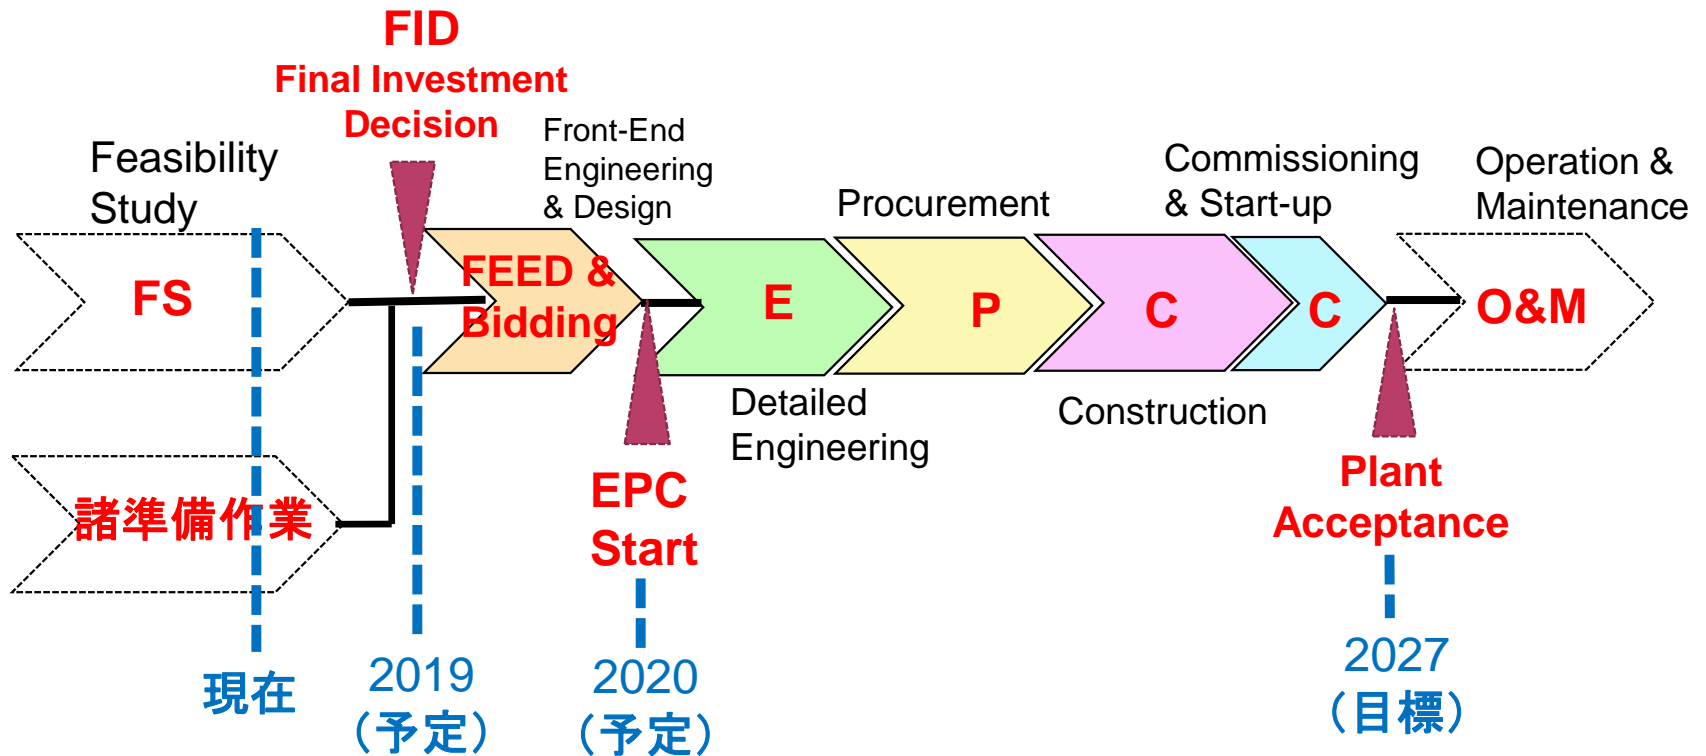 FID
Final Investment
Decision
Feasibility
Study
Front-End
Engineering
& Design
Procurement
Commissioning
& Start-up
Operation &
Maintenance
FS
FEED &
Bidding
E
P
C
C
O&M
Detailed
Engineering
Construction
諸準備作業
EPC
Start
Plant
Acceptance
現在
2019
(予定)
2020
(予定)
2027
(目標)